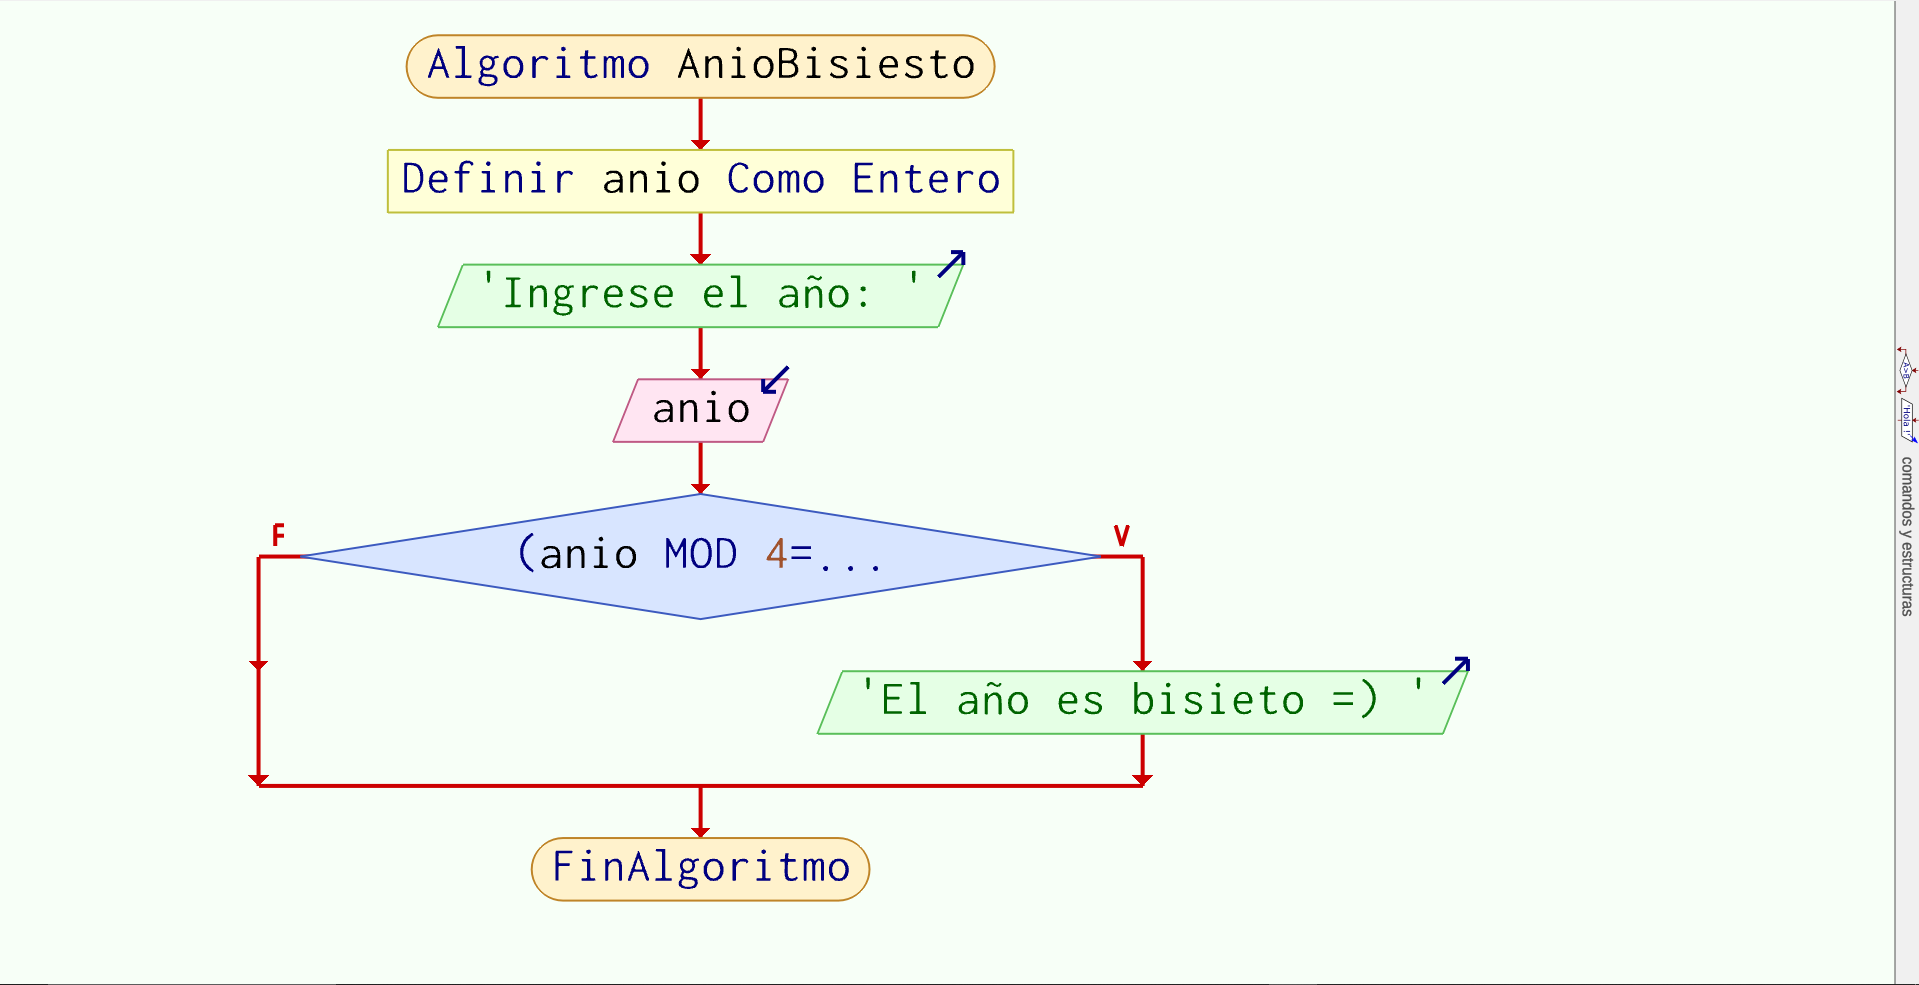 Algoritmo AnioBisiesto
Definir anio Como Entero
'Ingrese el año: '
anio
F
V
(anio MOD 4=...
'El año es bisieto =) '
FinAlgoritmo
A>B
'Hola !'
comandos y estructuras